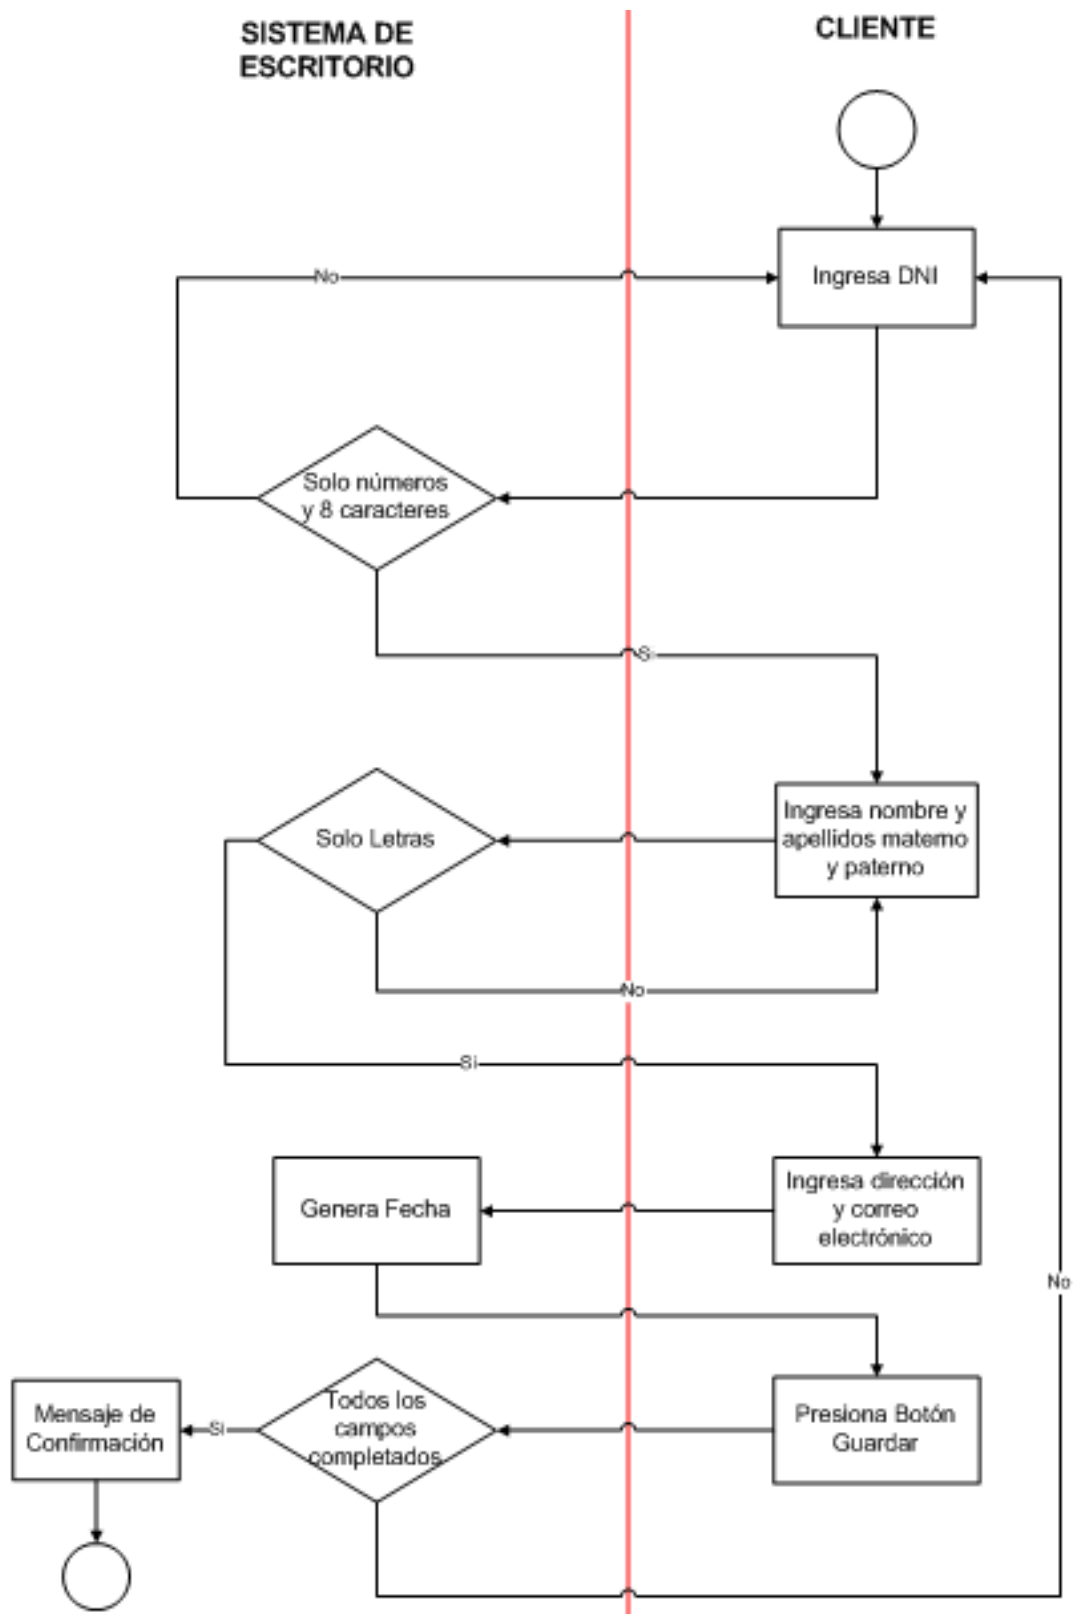 SISTEMA DE
ESCRITORIO
CLIENTE
Ingresa DNI
No
Solo números
y 8 caracteres
Si
Ingresa nombre y
apellidos materno
y paterno
Solo Letras
No
Si
Ingresa dirección
y correo
electrónico
Genera Fecha
No
Presiona Botón
Guardar
Todos los
campos
completados
Si
Mensaje de
Confirmación